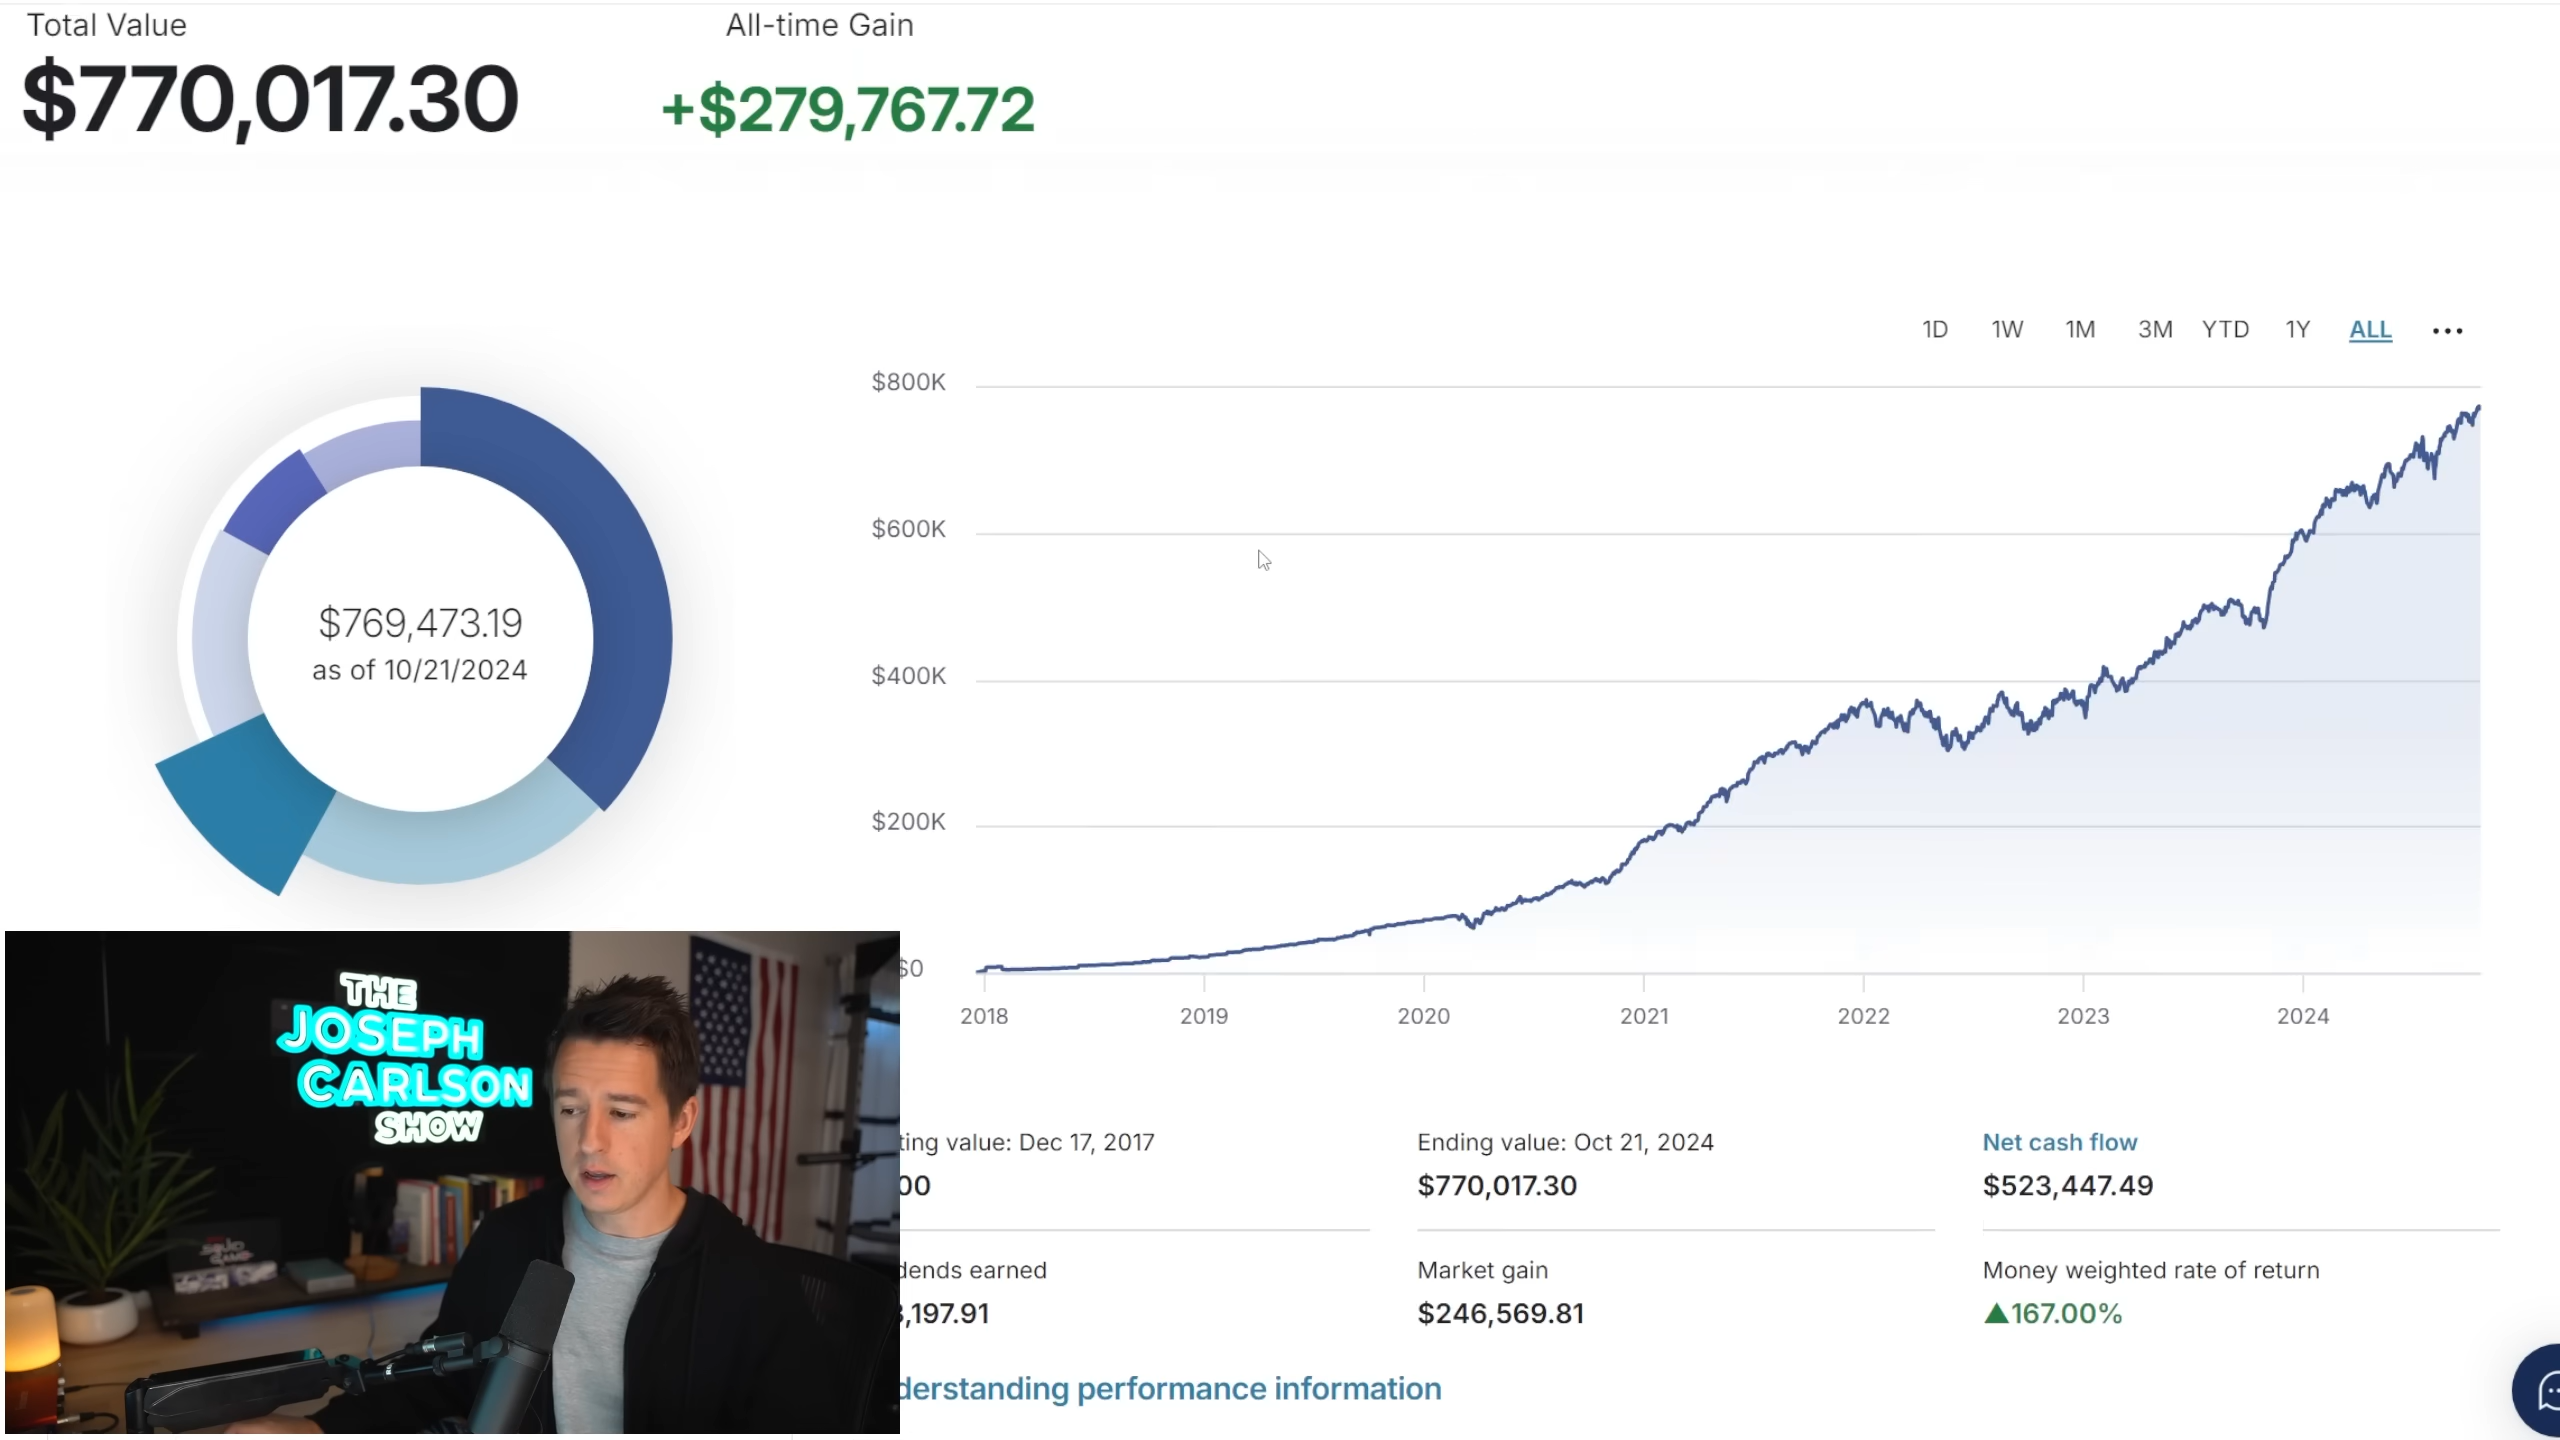 Total Value
All-time Gain
$770,017.30
+$279,767.72
1D 1W 1M 3M YTD 1Y ALL
$800K
$600K
$400K
$200K
$0
2018 2019 2020 2021 2022 2023 2024
$769,473.19
as of 10/21/2024
THE
JOSEPH
CARLSON
SHOW
ting value: Dec 17, 2017
00
Ending value: Oct 21, 2024
$770,017.30
Net cash flow
$523,447.49
dends earned
3,197.91
Market gain
$246,569.81
Money weighted rate of return
▲167.00%
derstanding performance information